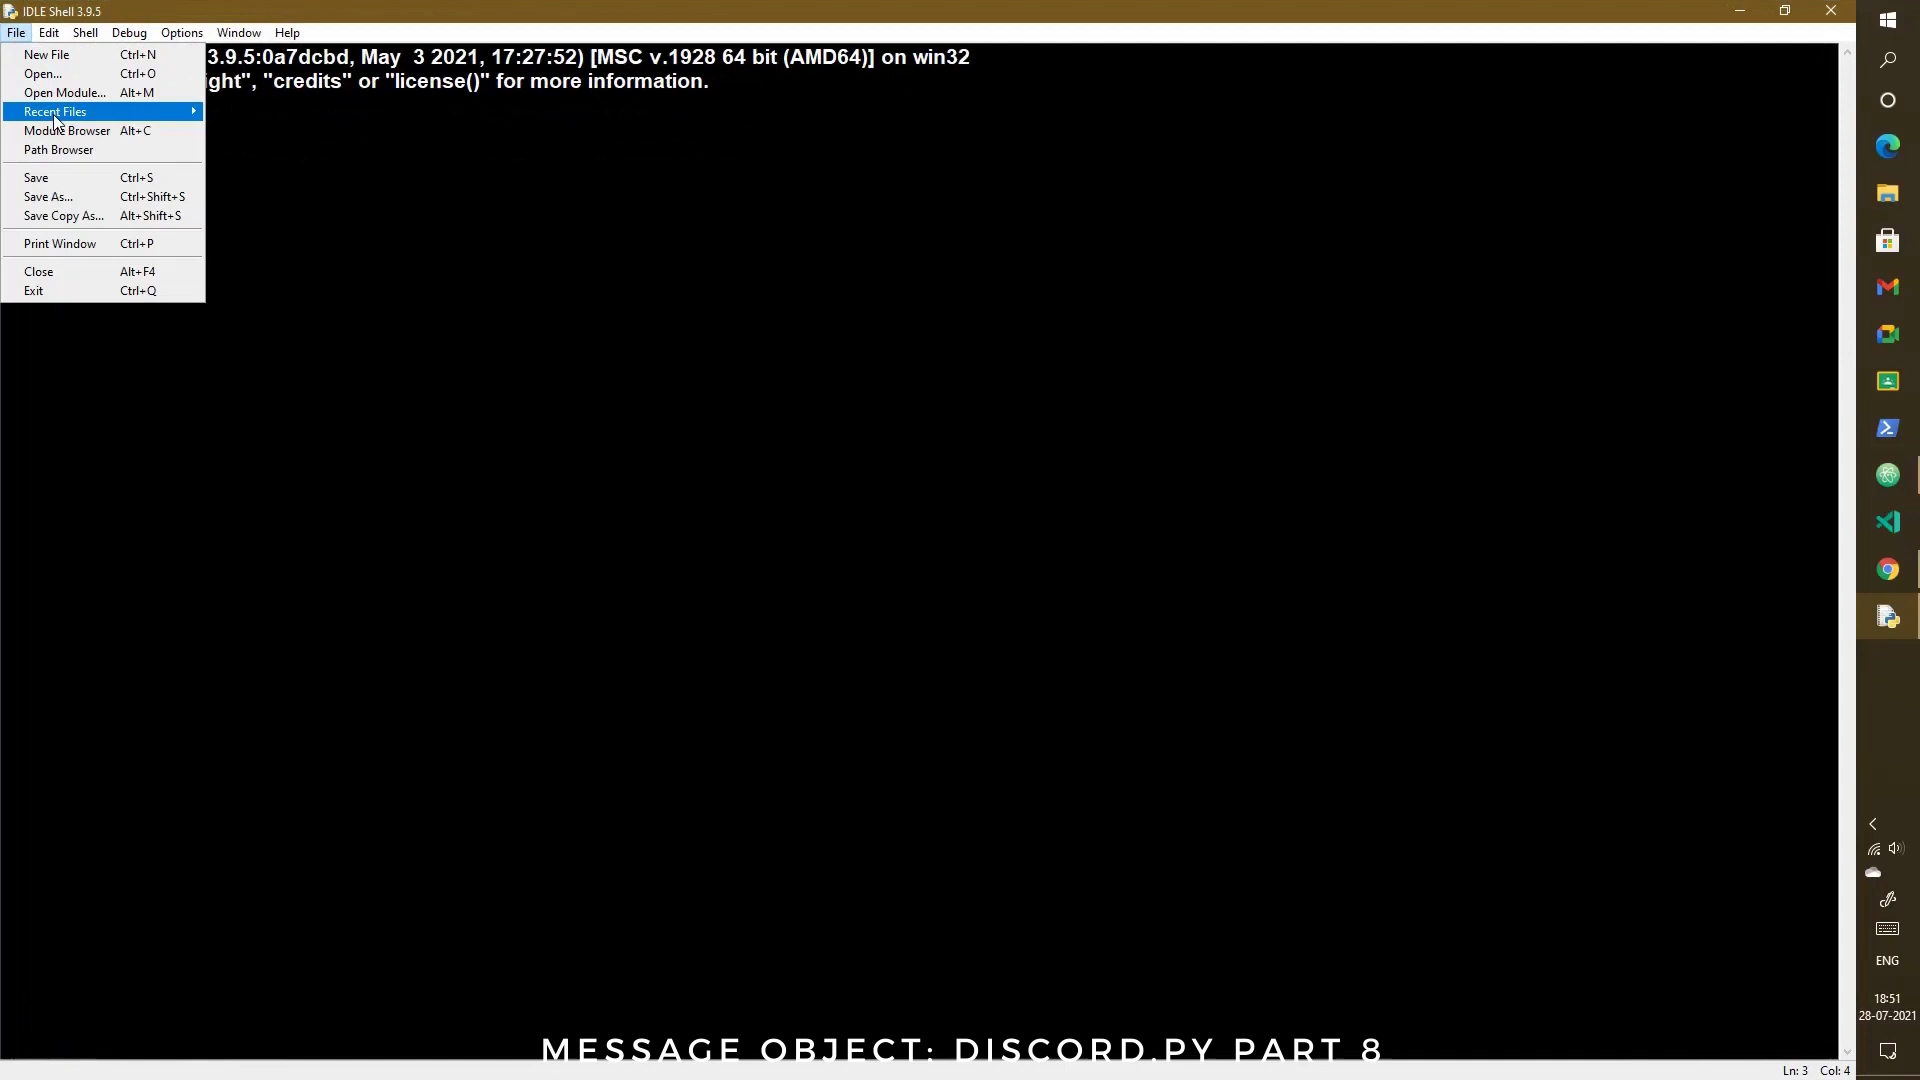 IDLE Shell 3.9.5
File Edit Shell Debug Options Window Help
New File Ctrl+N
Open... Ctrl+O
Open Module... Alt+M
Recent Files
Module Browser Alt+C
Path Browser
Save Ctrl+S
Save As... Ctrl+Shift+S
Save Copy As... Alt+Shift+S
Print Window Ctrl+P
Close Alt+F4
Exit Ctrl+Q
3.9.5:0a7dcbd, May 3 2021, 17:27:52) [MSC v.1928 64 bit (AMD64)] on win32
ight", "credits" or "license()" for more information.
ENG
18:51
28-07-2021
MESSAGE OBJECT: DISCORD.PY PART 8
Ln: 3 Col: 4